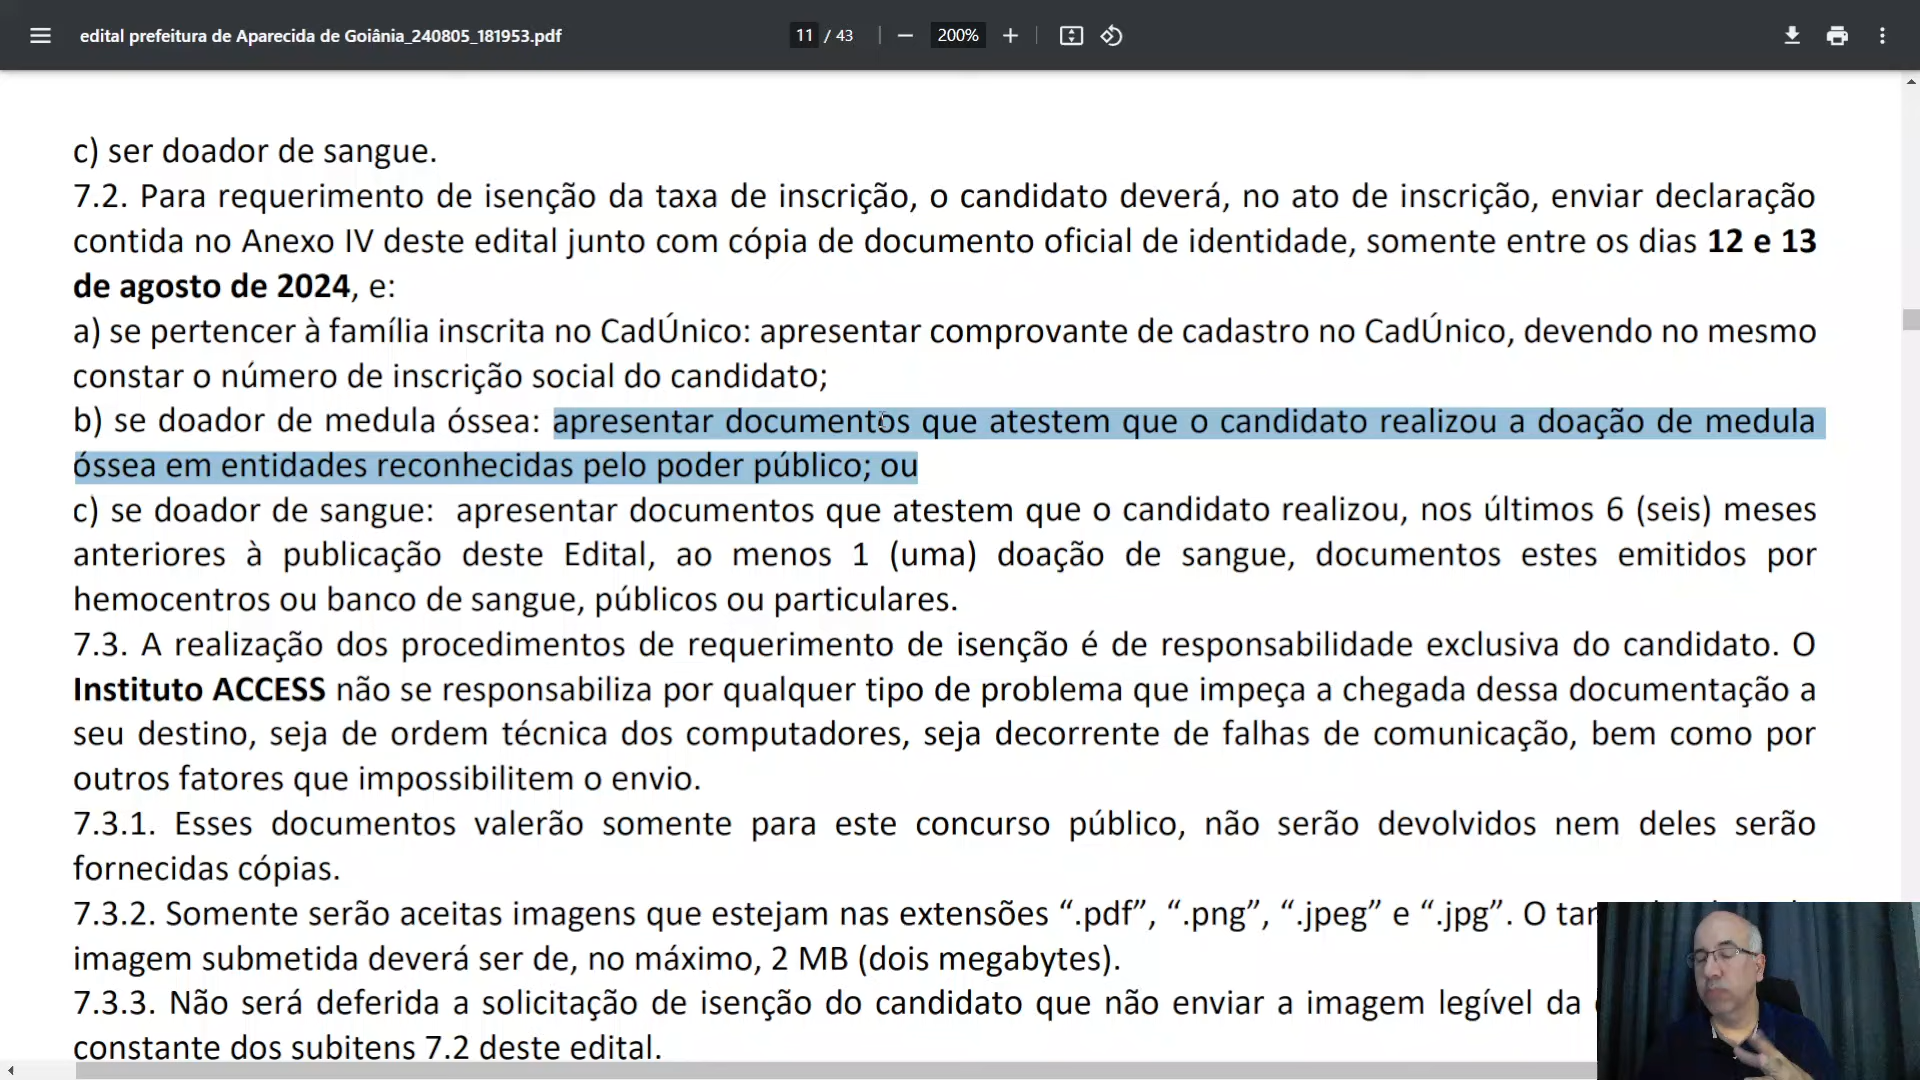 edital prefeitura de Aparecida de Goiânia_240805_181953.pdf
11 / 43
200%
c) ser doador de sangue.
7.2. Para requerimento de isenção da taxa de inscrição, o candidato deverá, no ato de inscrição, enviar declaração
contida no Anexo IV deste edital junto com cópia de documento oficial de identidade, somente entre os dias 12 e 13
de agosto de 2024, e:
a) se pertencer à família inscrita no CadÚnico: apresentar comprovante de cadastro no CadÚnico, devendo no mesmo
constar o número de inscrição social do candidato;
b) se doador de medula óssea: apresentar documentos que atestem que o candidato realizou a doação de medula
óssea em entidades reconhecidas pelo poder público; ou
c) se doador de sangue: apresentar documentos que atestem que o candidato realizou, nos últimos 6 (seis) meses
anteriores à publicação deste Edital, ao menos 1 (uma) doação de sangue, documentos estes emitidos por
hemocentros ou banco de sangue, públicos ou particulares.
7.3. A realização dos procedimentos de requerimento de isenção é de responsabilidade exclusiva do candidato. O
Instituto ACCESS não se responsabiliza por qualquer tipo de problema que impeça a chegada dessa documentação a
seu destino, seja de ordem técnica dos computadores, seja decorrente de falhas de comunicação, bem como por
outros fatores que impossibilitem o envio.
7.3.1. Esses documentos valerão somente para este concurso público, não serão devolvidos nem deles serão
fornecidas cópias.
7.3.2. Somente serão aceitas imagens que estejam nas extensões “.pdf”, “.png”, “.jpeg” e “.jpg”. O
imagem submetida deverá ser de, no máximo, 2 MB (dois megabytes).
7.3.3. Não será deferida a solicitação de isenção do candidato que não enviar a imagem legível da
constante dos subitens 7.2 deste edital.